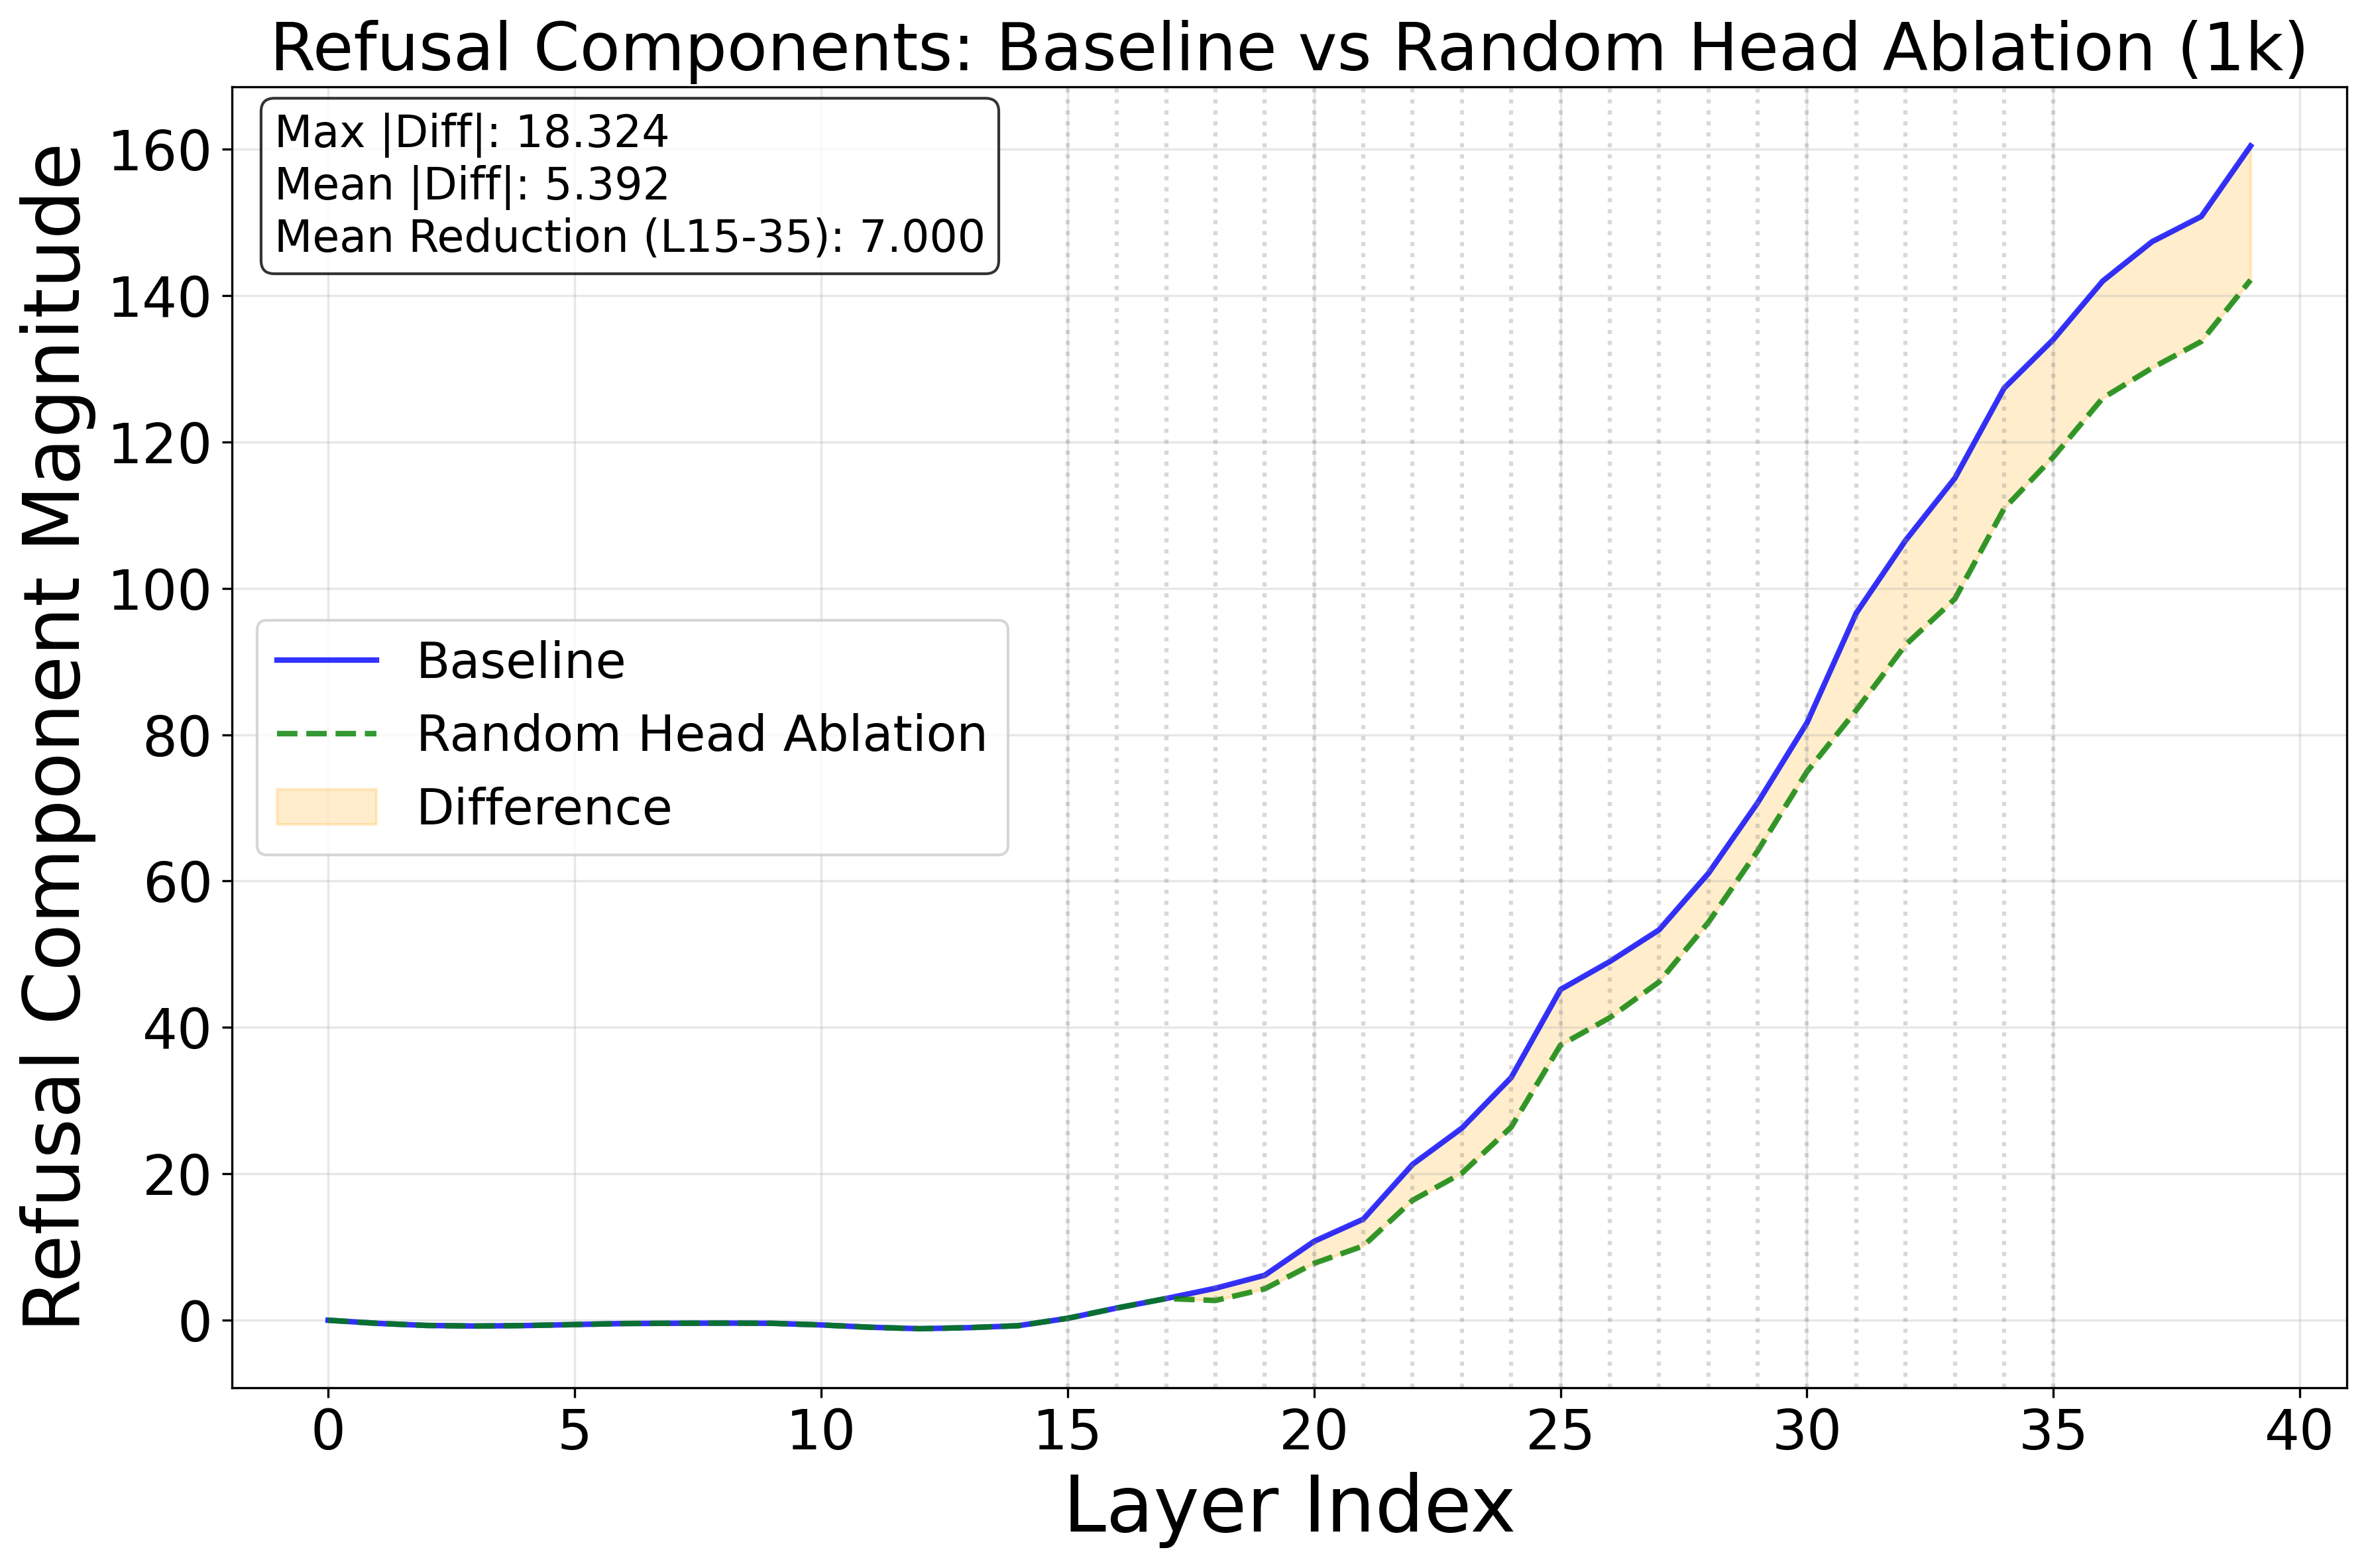 Refusal Components: Baseline vs Random Head Ablation (1k)
Max |Diff|: 18.324
Mean |Diff|: 5.392
Mean Reduction (L15-35): 7.000
Refusal Component Magnitude
160
140
120
100
80
60
40
20
0
Baseline
Random Head Ablation
Difference
0 5 10 15 20 25 30 35 40
Layer Index